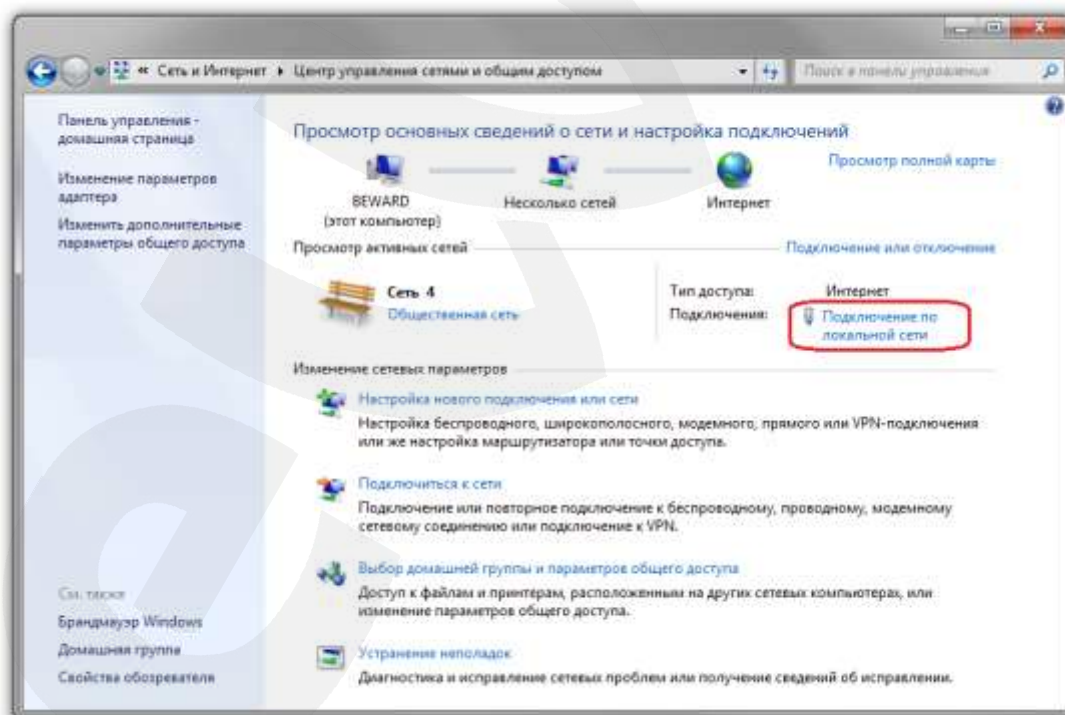 « Сеть и Интернет ▸ Центр управления сетями и общим доступом
Поиск в панели управления
Панель управления -
домашняя страница
Изменение параметров
адаптера
Изменить дополнительные
параметры общего доступа
См. также
Брандмауэр Windows
Домашняя группа
Свойства обозревателя
Просмотр основных сведений о сети и настройка подключений
Просмотр полной карты
BEWARD
(этот компьютер)
Несколько сетей
Интернет
Просмотр активных сетей
Подключение или отключение
Сеть 4
Общественная сеть
Тип доступа: Интернет
Подключения: Подключение по
локальной сети
Изменение сетевых параметров
Настройка нового подключения или сети
Настройка беспроводного, широкополосного, модемного, прямого или VPN-подключения
или же настройка маршрутизатора или точки доступа.
Подключиться к сети
Подключение или повторное подключение к беспроводному, проводному, модемному
сетевому соединению или подключение к VPN.
Выбор домашней группы и параметров общего доступа
Доступ к файлам и принтерам, расположенным на других сетевых компьютерах, или
изменение параметров общего доступа.
Устранение неполадок
Диагностика и исправление сетевых проблем или получение сведений об исправлении.